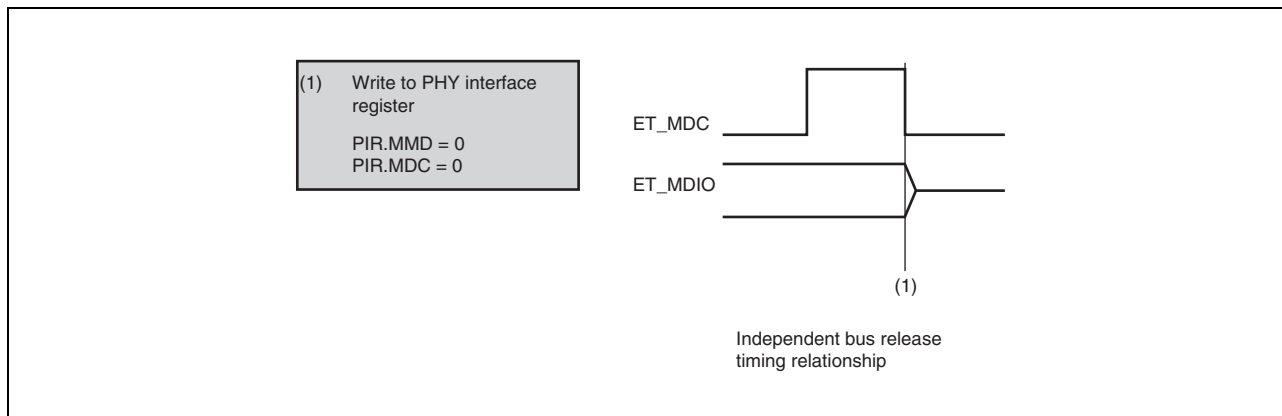 (1) Write to PHY interface
register
PIR.MMD = 0
PIR.MDC = 0
ET_MDC
ET_MDIO
(1)
Independent bus release
timing relationship